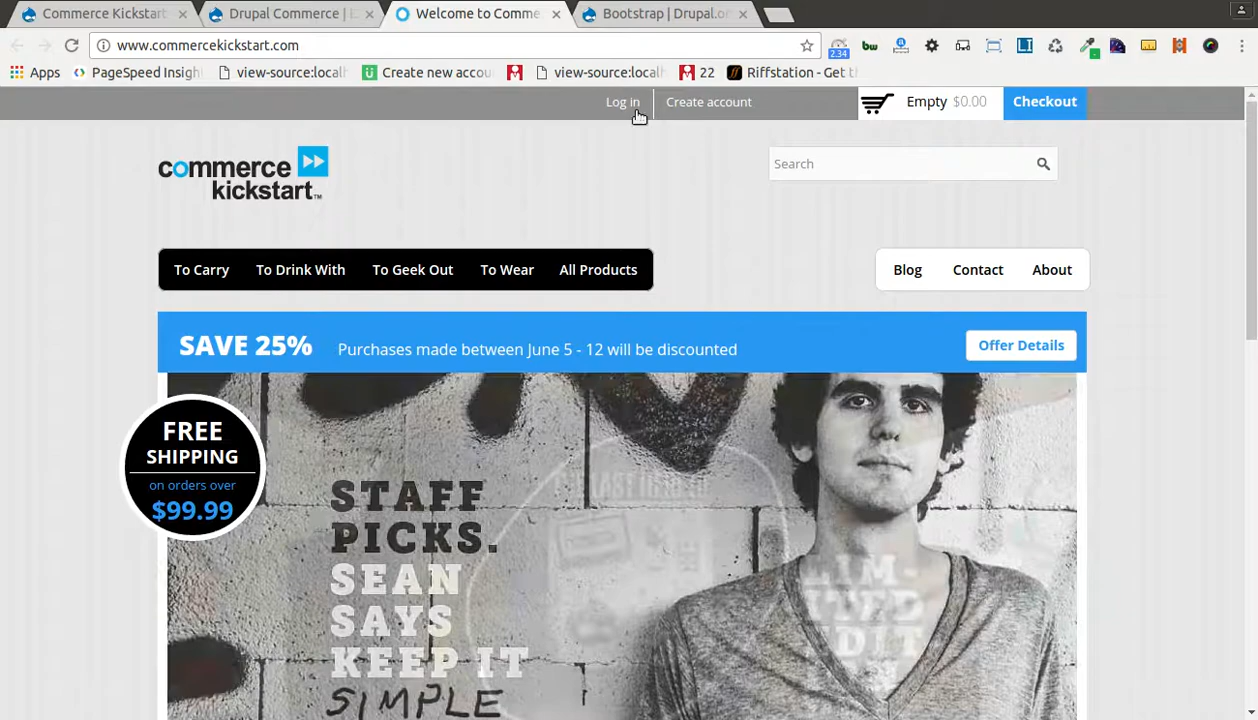 Commerce Kickstart
Drupal Commerce | E
Welcome to Comme
Bootstrap | Drupal.o
www.commercekickstart.com
2.34
Apps
PageSpeed Insigh
view-source:local
Create new accou
view-source:local
22
Riffstation - Get t
Log in
Create account
Empty $0.00
Checkout
commerce
kickstart™
Search
To Carry
To Drink With
To Geek Out
To Wear
All Products
Blog
Contact
About
SAVE 25%
Purchases made between June 5 - 12 will be discounted
Offer Details
FREE
SHIPPING
on orders over
$99.99
STAFF
PICKS.
SEAN
SAYS
KEEP IT
SIMPLE